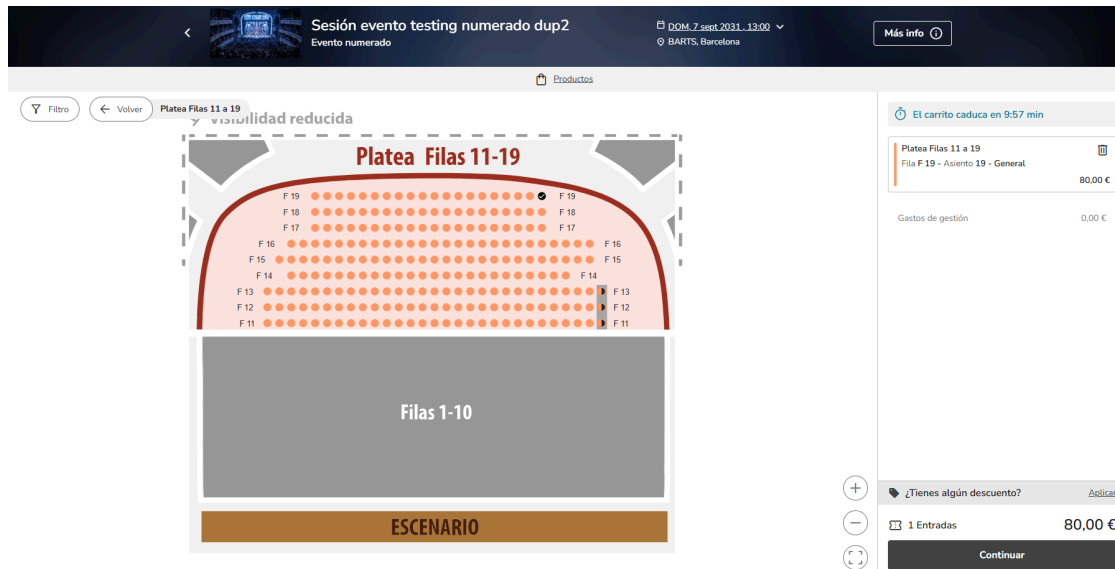 Sesión evento testing numerado dup2
Evento numerado
DOM, 7 sept 2031 , 13:00
BARTS, Barcelona
Más info
Productos
Filtro
Volver
Platea Filas 11 a 19
Visibilidad reducida
Platea Filas 11-19
F 19 F 19
F 18 F 18
F 17 F 17
F 16 F 16
F 15 F 15
F 14 F 14
F 13 F 13
F 12 F 12
F 11 F 11
Filas 1-10
ESCENARIO
El carrito caduca en 9:57 min
Platea Filas 11 a 19
Fila F 19 - Asiento 19 - General
80,00 €
Gastos de gestión 0,00 €
¿Tienes algún descuento? Aplicar
1 Entradas 80,00 €
Continuar